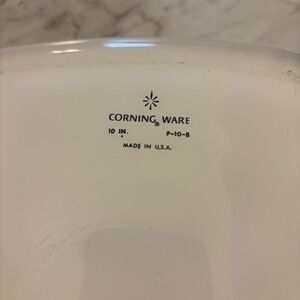 CORNING® WARE
10 IN. P-10-B
MADE IN U.S.A.